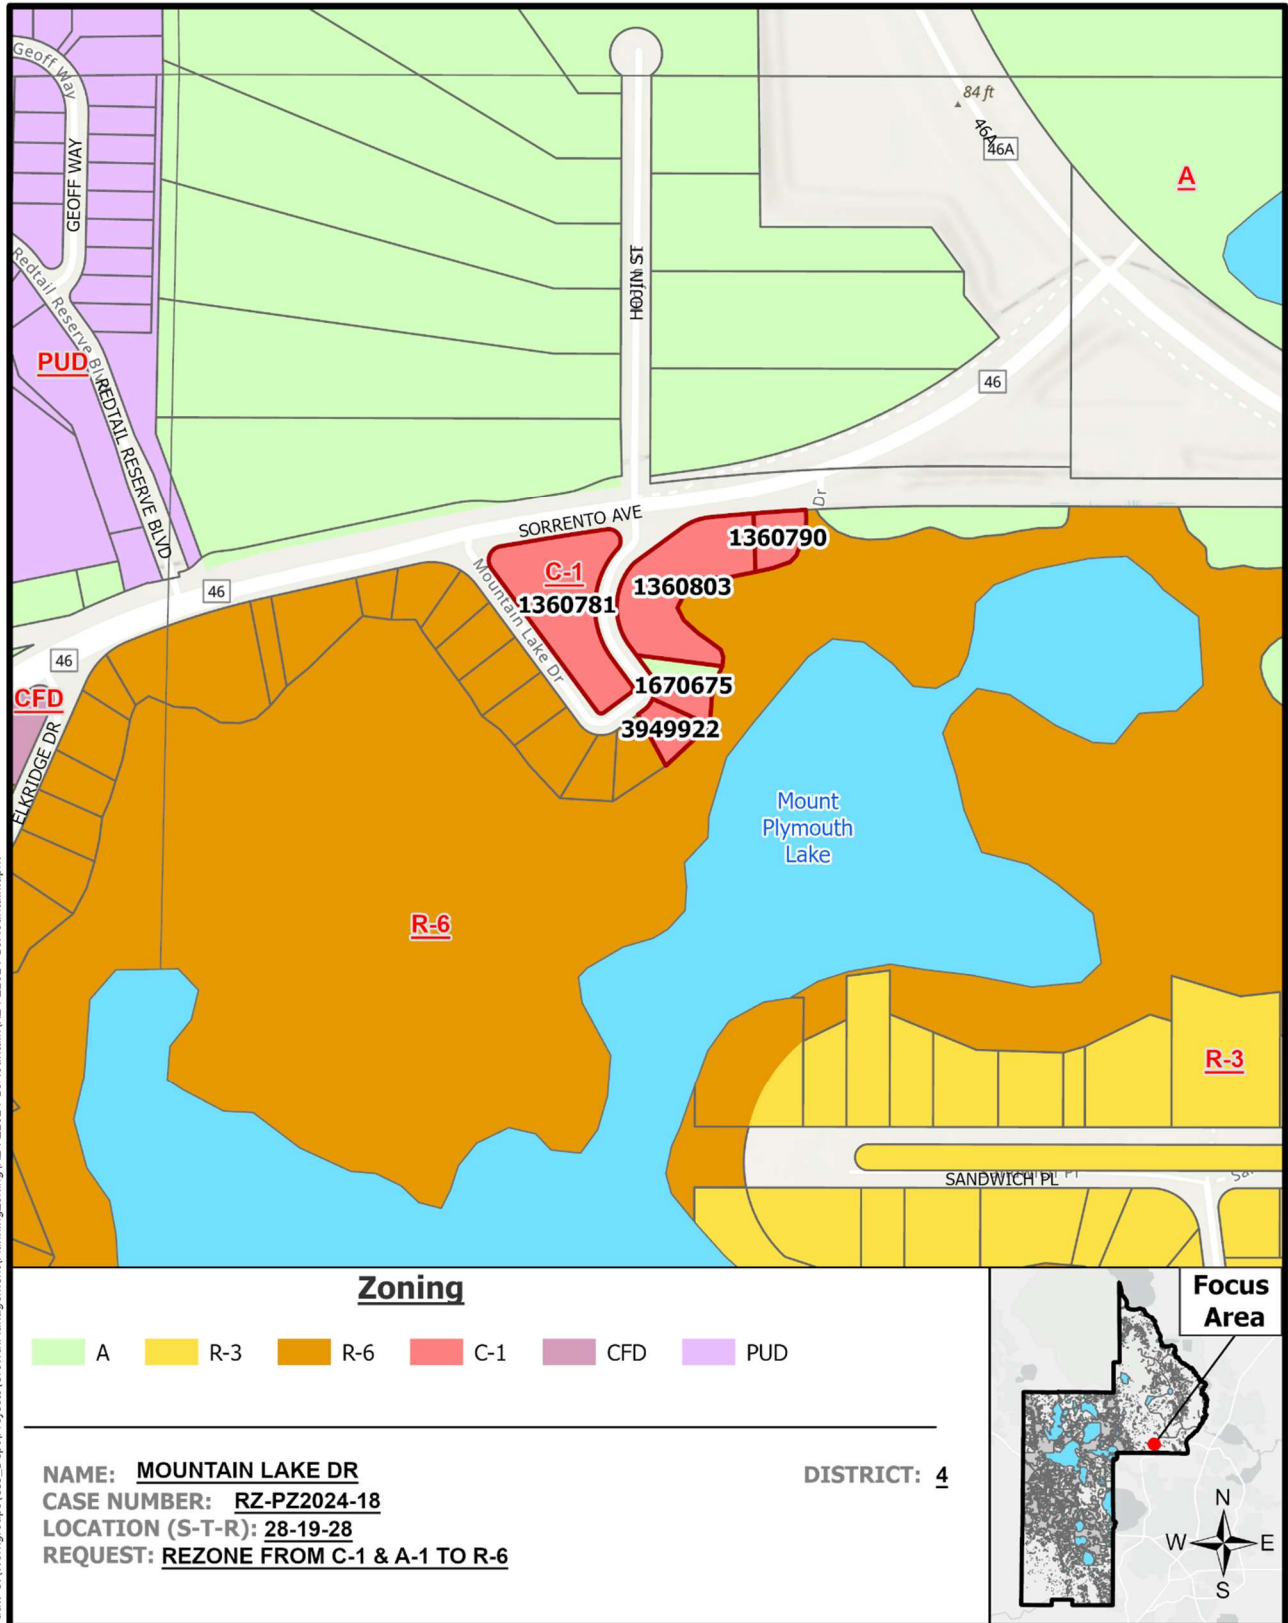 Geoff Way
GEOFF WAY
84 ft
46A
46A
A
HOJIN ST
Redtail Reserve Blvd
PUD
REDTAIL RESERVE BLVD
46
Dr
SORRENTO AVE
1360790
C-1
1360803
46
1360781
Mountain Lake Dr
46
1670675
CFD
3949922
ELKRIDGE DR
Mount
Plymouth
Lake
R-6
R-3
SANDWICH PL
Zoning
A
R-3
R-6
C-1
CFD
PUD
Focus
Area
NAME: MOUNTAIN LAKE DR
DISTRICT: 4
CASE NUMBER: RZ-PZ2024-18
LOCATION (S-T-R): 28-19-28
REQUEST: REZONE FROM C-1 & A-1 TO R-6
N
W
E
S